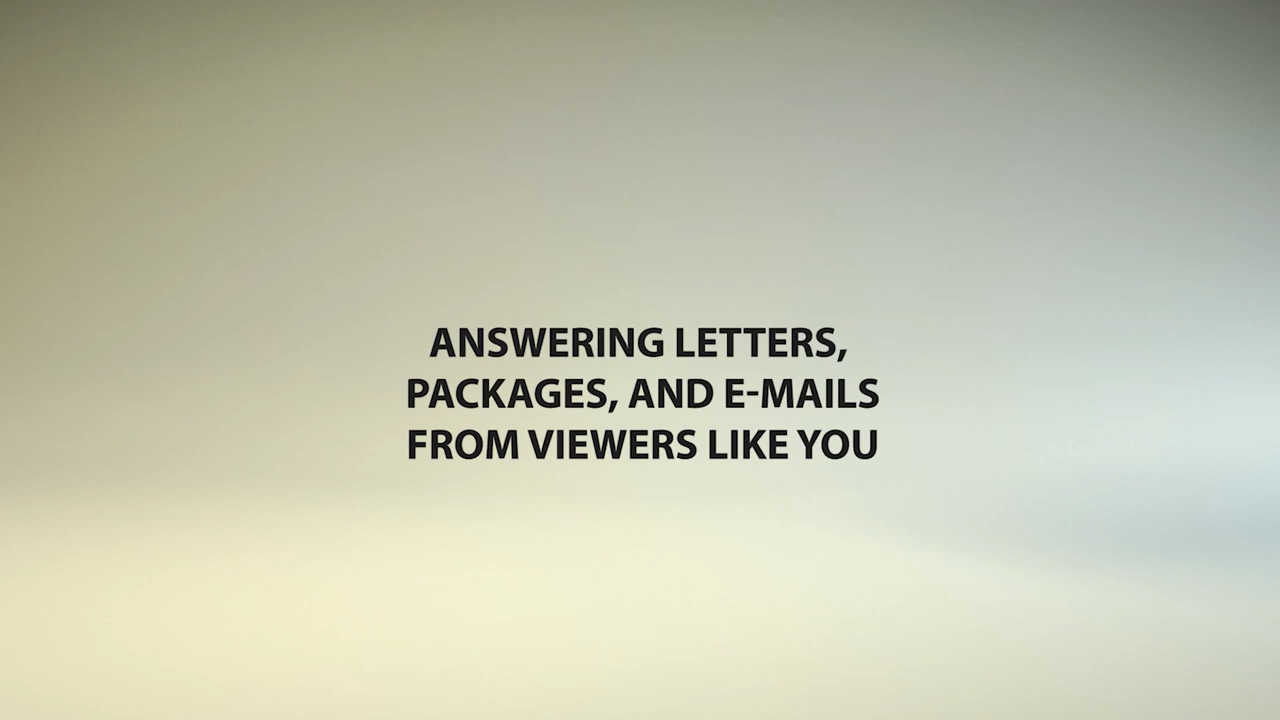 ANSWERING LETTERS,
PACKAGES, AND E-MAILS
FROM VIEWERS LIKE YOU